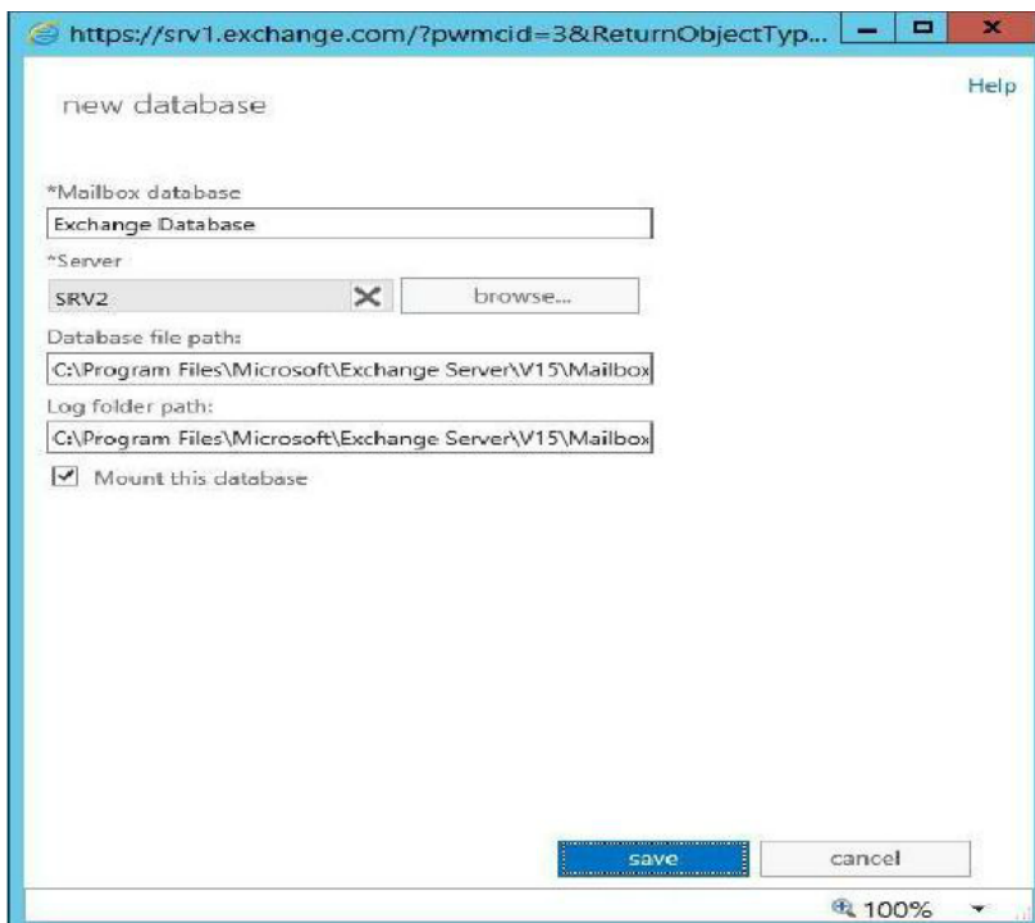 https://srv1.exchange.com/?pwmcid=3&ReturnObjectTyp...
Help
new database
*Mailbox database
Exchange Database
*Server
SRV2
browse...
Database file path:
C:\Program Files\Microsoft\Exchange Server\V15\Mailbox
Log folder path:
C:\Program Files\Microsoft\Exchange Server\V15\Mailbox
Mount this database
save cancel
100%